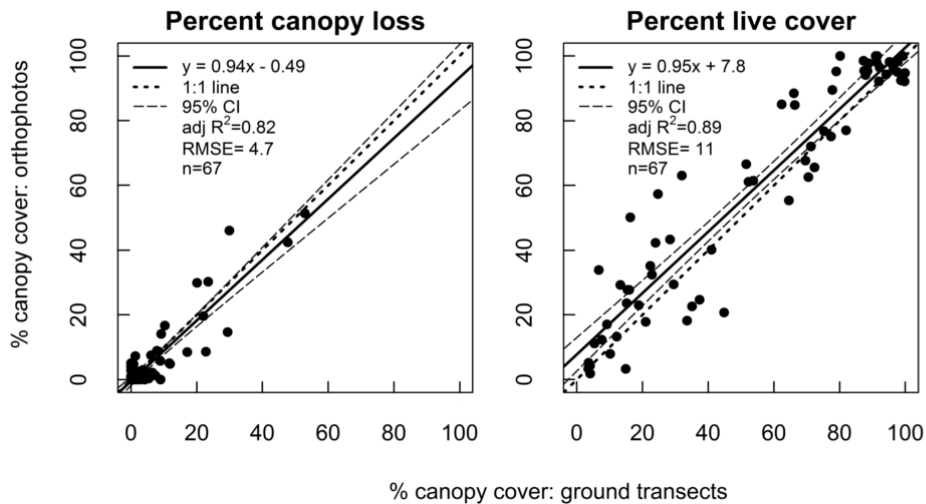 Percent canopy loss
Percent live cover
% canopy cover: orthophotos
100
80
60
40
20
0
y = 0.94x - 0.49
1:1 line
95% CI
adj R²=0.82
RMSE= 4.7
n=67
0 20 40 60 80 100
100
80
60
40
20
0
y = 0.95x + 7.8
1:1 line
95% CI
adj R²=0.89
RMSE= 11
n=67
0 20 40 60 80 100
% canopy cover: ground transects